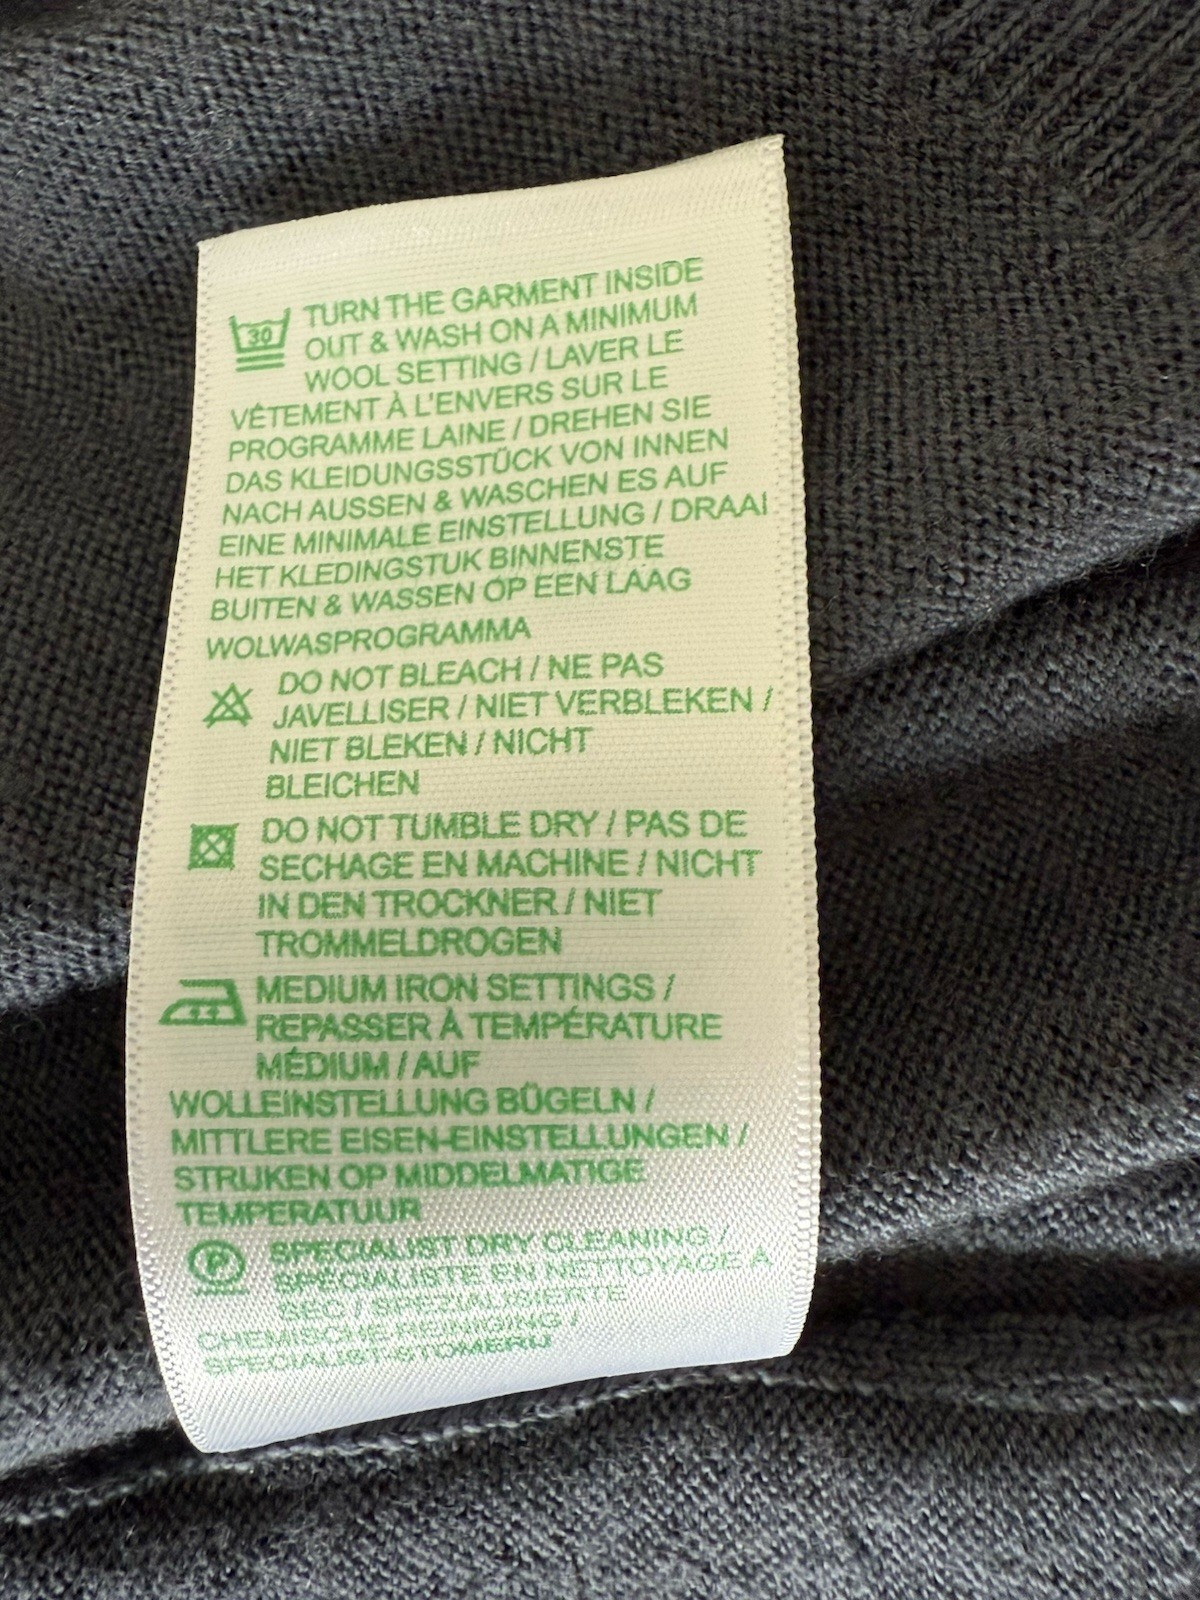 30 TURN THE GARMENT INSIDE
OUT & WASH ON A MINIMUM
WOOL SETTING / LAVER LE
VÊTEMENT À L'ENVERS SUR LE
PROGRAMME LAINE / DREHEN SIE
DAS KLEIDUNGSSTÜCK VON INNEN
NACH AUSSEN & WASCHEN ES AUF
EINE MINIMALE EINSTELLUNG / DRAAI
HET KLEDINGSTUK BINNENSTE
BUITEN & WASSEN OP EEN LAAG
WOLWASPROGRAMMA
DO NOT BLEACH / NE PAS
JAVELLISER / NIET VERBLEKEN /
NIET BLEKEN / NICHT
BLEICHEN
DO NOT TUMBLE DRY / PAS DE
SECHAGE EN MACHINE / NICHT
IN DEN TROCKNER / NIET
TROMMELDROGEN
MEDIUM IRON SETTINGS /
REPASSER À TEMPÉRATURE
MÉDIUM / AUF
WOLLEINSTELLUNG BÜGELN /
MITTLERE EISEN-EINSTELLUNGEN /
STRIJKEN OP MIDDELMATIGE
TEMPERATUUR
P SPECIALIST DRY CLEANING /
SPÉCIALISTE EN NETTOYAGE À
SEC / SPEZIALISIERTE
CHEMISCHE REINIGING /
SPECIALIST-STOMERIJ